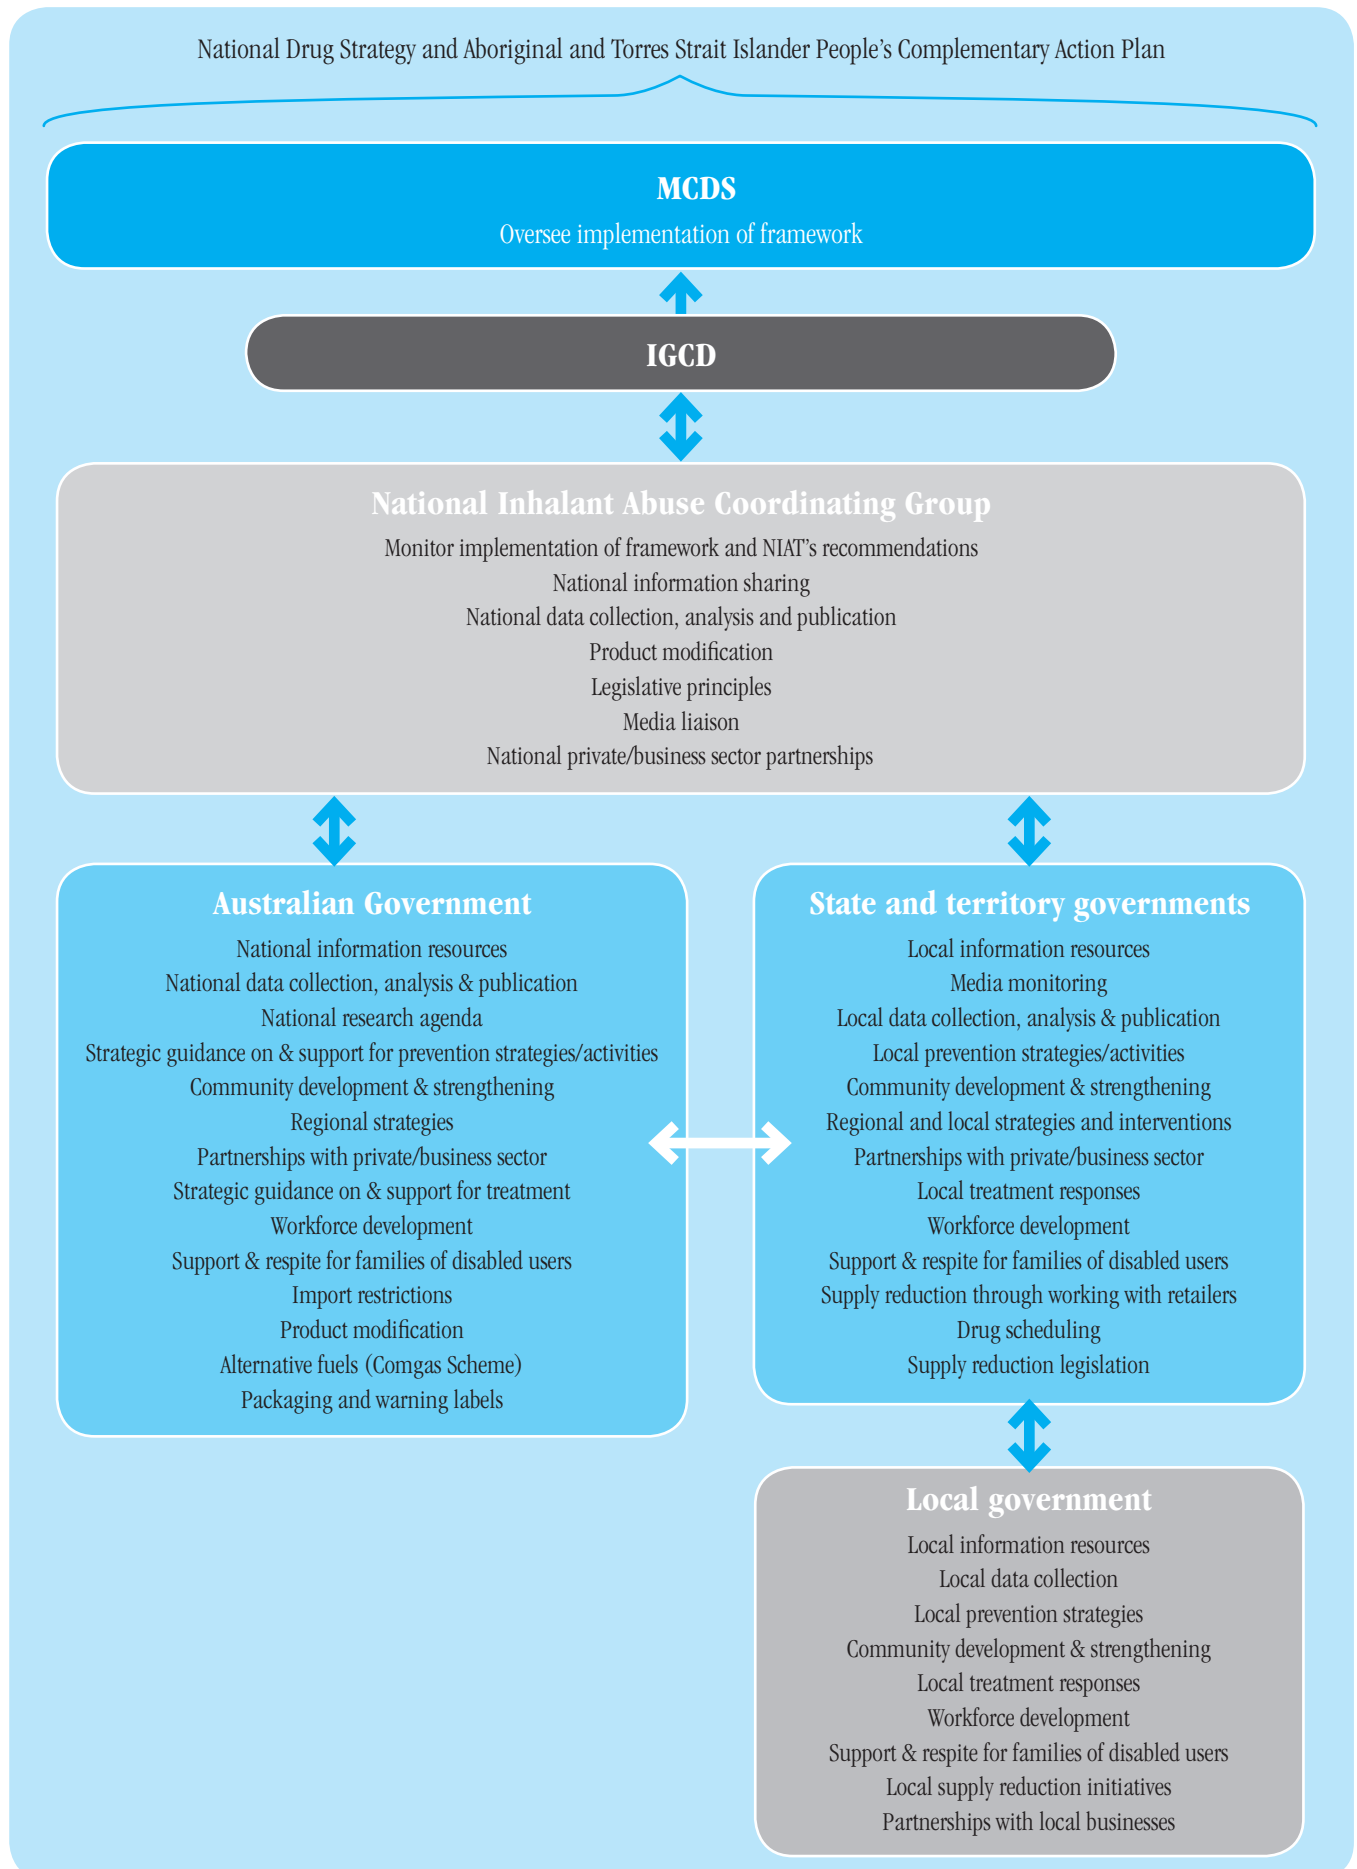 National Drug Strategy and Aboriginal and Torres Strait Islander People's Complementary Action Plan
MCDS
Oversee implementation of framework
IGCD
National Inhalant Abuse Coordinating Group
Monitor implementation of framework and NIAT's recommendations
National information sharing
National data collection, analysis and publication
Product modification
Legislative principles
Media liaison
National private/business sector partnerships
Australian Government
National information resources
National data collection, analysis & publication
National research agenda
Strategic guidance on & support for prevention strategies/activities
Community development & strengthening
Regional strategies
Partnerships with private/business sector
Strategic guidance on & support for treatment
Workforce development
Support & respite for families of disabled users
Import restrictions
Product modification
Alternative fuels (Comgas Scheme)
Packaging and warning labels
State and territory governments
Local information resources
Media monitoring
Local data collection, analysis & publication
Local prevention strategies/activities
Community development & strengthening
Regional and local strategies and interventions
Partnerships with private/business sector
Local treatment responses
Workforce development
Support & respite for families of disabled users
Supply reduction through working with retailers
Drug scheduling
Supply reduction legislation
Local government
Local information resources
Local data collection
Local prevention strategies
Community development & strengthening
Local treatment responses
Workforce development
Support & respite for families of disabled users
Local supply reduction initiatives
Partnerships with local businesses